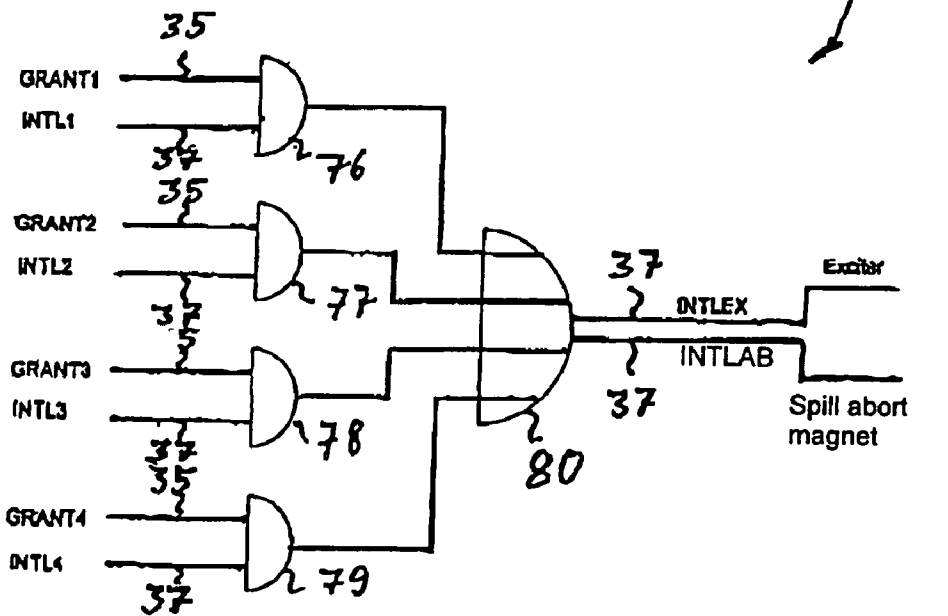 35
GRANT1
INTL1
37
76
35
GRANT2
INTL2
37
77
35
GRANT3
INTL3
37
78
35
GRANT4
INTL4
37
79
80
37
INTLEX
Exciter
INTLAB
37
Spill abort
magnet